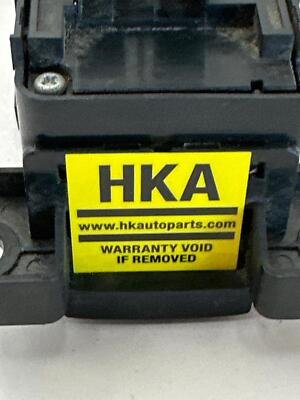 HKA
www.hkautoparts.com
WARRANTY VOID
IF REMOVED